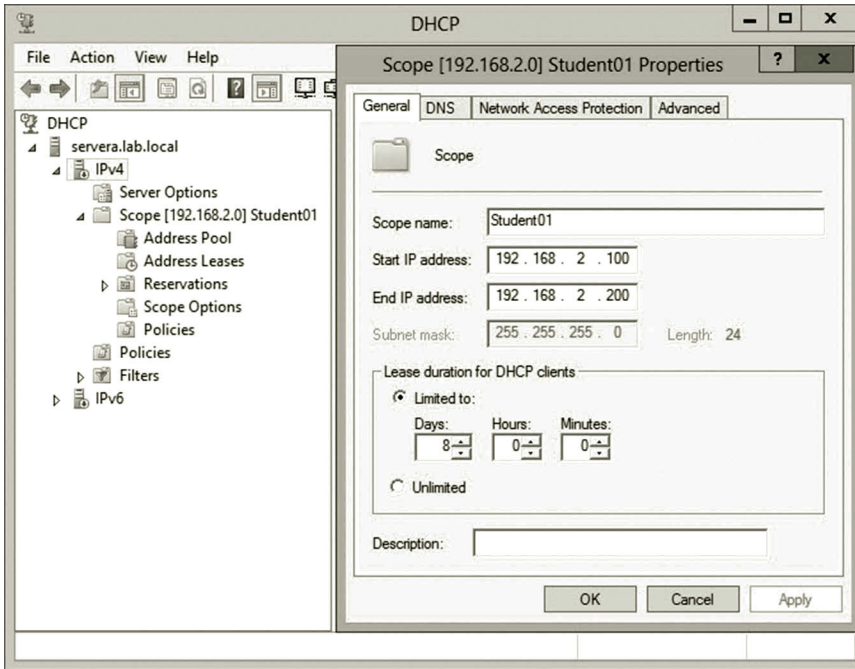 DHCP
File Action View Help
DHCP
servera.lab.local
IPv4
Server Options
Scope [192.168.2.0] Student01
Address Pool
Address Leases
Reservations
Scope Options
Policies
Policies
Filters
IPv6
Scope [192.168.2.0] Student01 Properties
? x
General DNS Network Access Protection Advanced
Scope
Scope name: Student01
Start IP address: 192 . 168 . 2 . 100
End IP address: 192 . 168 . 2 . 200
Subnet mask: 255 . 255 . 255 . 0 Length: 24
Lease duration for DHCP clients
Limited to:
Days: Hours: Minutes:
8 0 0
Unlimited
Description:
OK Cancel Apply